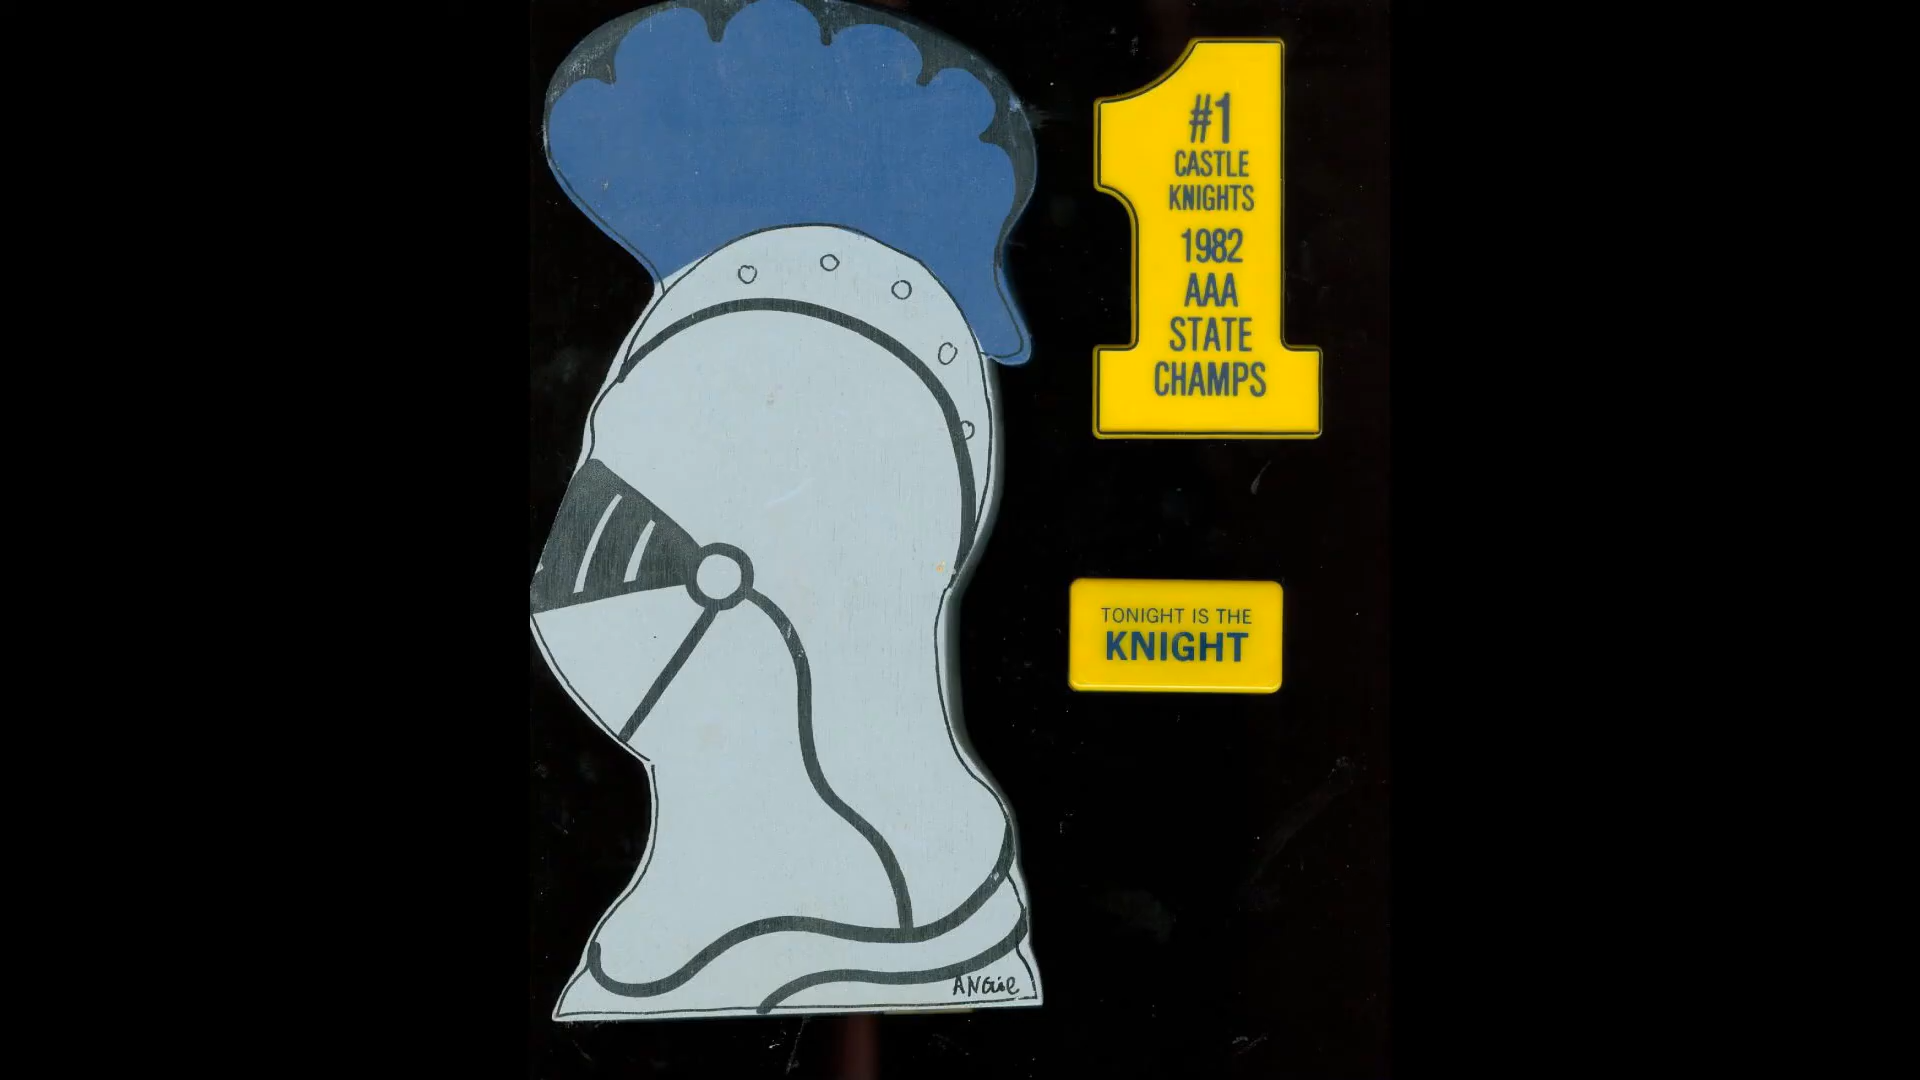 #1
CASTLE
KNIGHTS
1982
AAA
STATE
CHAMPS
TONIGHT IS THE
KNIGHT
ANGIE